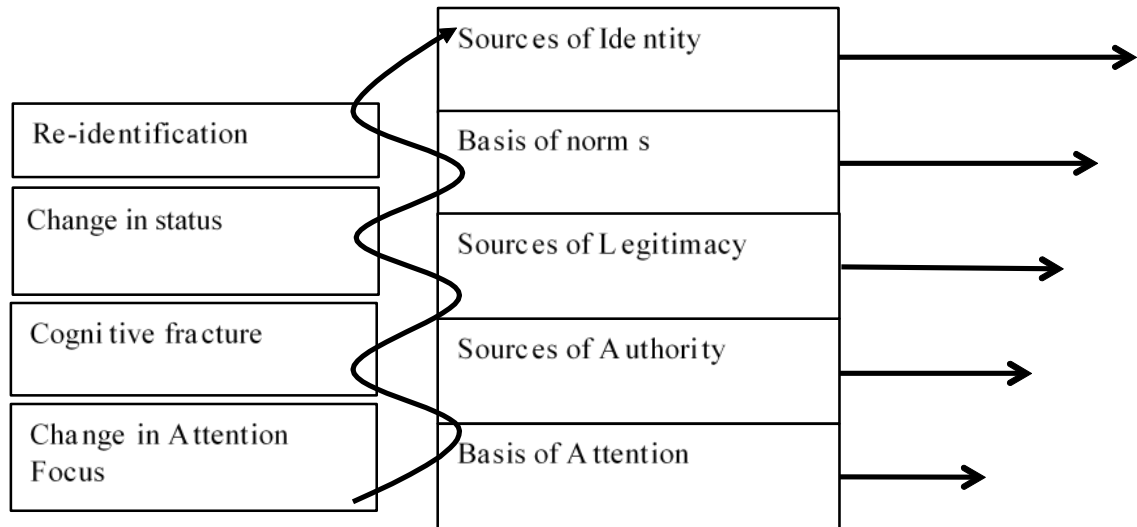 Sources of Identity
Re-identification
Basis of norms
Change in status
Sources of Legitimacy
Cognitive fracture
Sources of Authority
Change in Attention
Focus
Basis of Attention